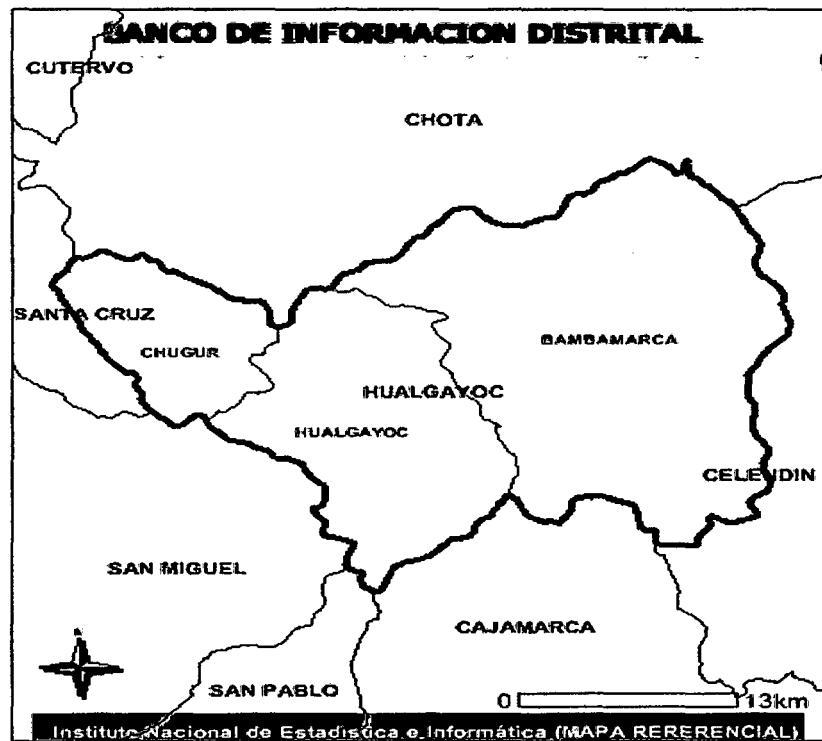 BANCO DE INFORMACION DISTRITAL
CUTERVO
CHOTA
SANTA CRUZ
CHUGUR
BAMBAMARCA
HUALGAYOC
HUALGAYOC
CELENDIN
SAN MIGUEL
CAJAMARCA
SAN PABLO
0 13km
Instituto Nacional de Estadistica e Informática (MAPA RERERENCIAL)